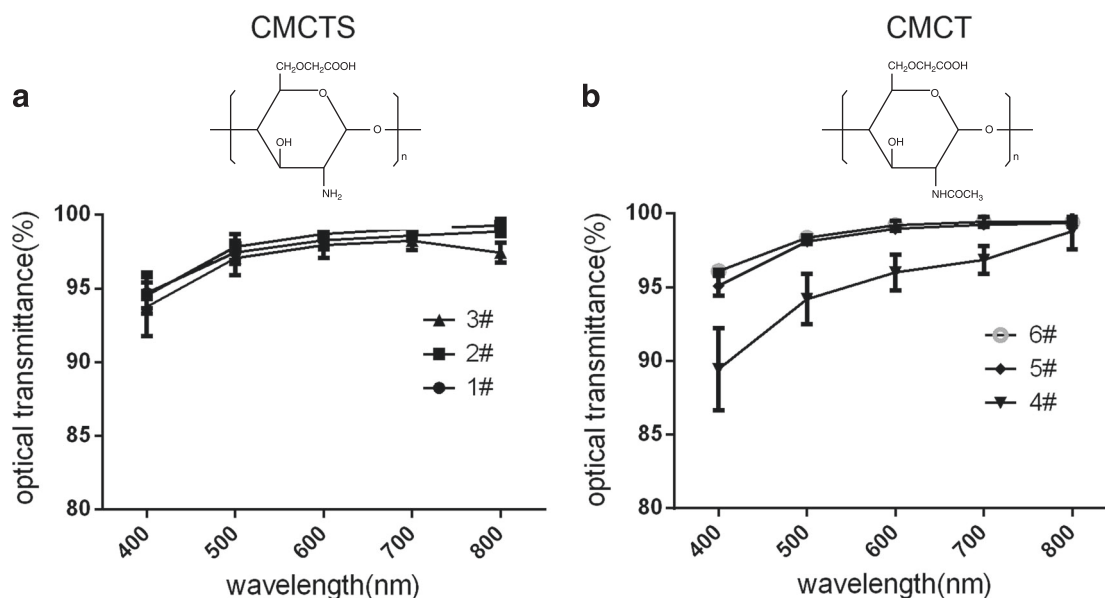 CMCTS
a
CH₂OCH₂COOH
O
O
OH
n
NH₂
optical transmittance(%)
100
95
90
85
80
3#
2#
1#
400
500
600
700
800
wavelength(nm)
CMCT
b
CH₂OCH₂COOH
O
O
OH
n
NHCOCH₃
optical transmittance(%)
100
95
90
85
80
6#
5#
4#
400
500
600
700
800
wavelength(nm)